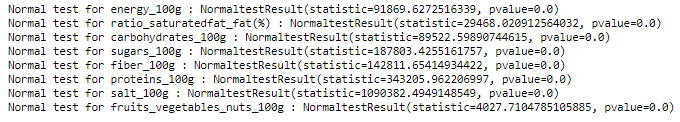 Normal test for energy_100g : NormaltestResult(statistic=91869.6272516339, pvalue=0.0)
Normal test for ratio_saturatedfat_fat(%) : NormaltestResult(statistic=29468.020912564032, pvalue=0.0)
Normal test for carbohydrates_100g : NormaltestResult(statistic=89522.59890744615, pvalue=0.0)
Normal test for sugars_100g : NormaltestResult(statistic=187803.4255161757, pvalue=0.0)
Normal test for fiber_100g : NormaltestResult(statistic=142811.65414934422, pvalue=0.0)
Normal test for proteins_100g : NormaltestResult(statistic=343205.962206997, pvalue=0.0)
Normal test for salt_100g : NormaltestResult(statistic=1090382.4949148549, pvalue=0.0)
Normal test for fruits_vegetables_nuts_100g : NormaltestResult(statistic=4027.7104785105885, pvalue=0.0)